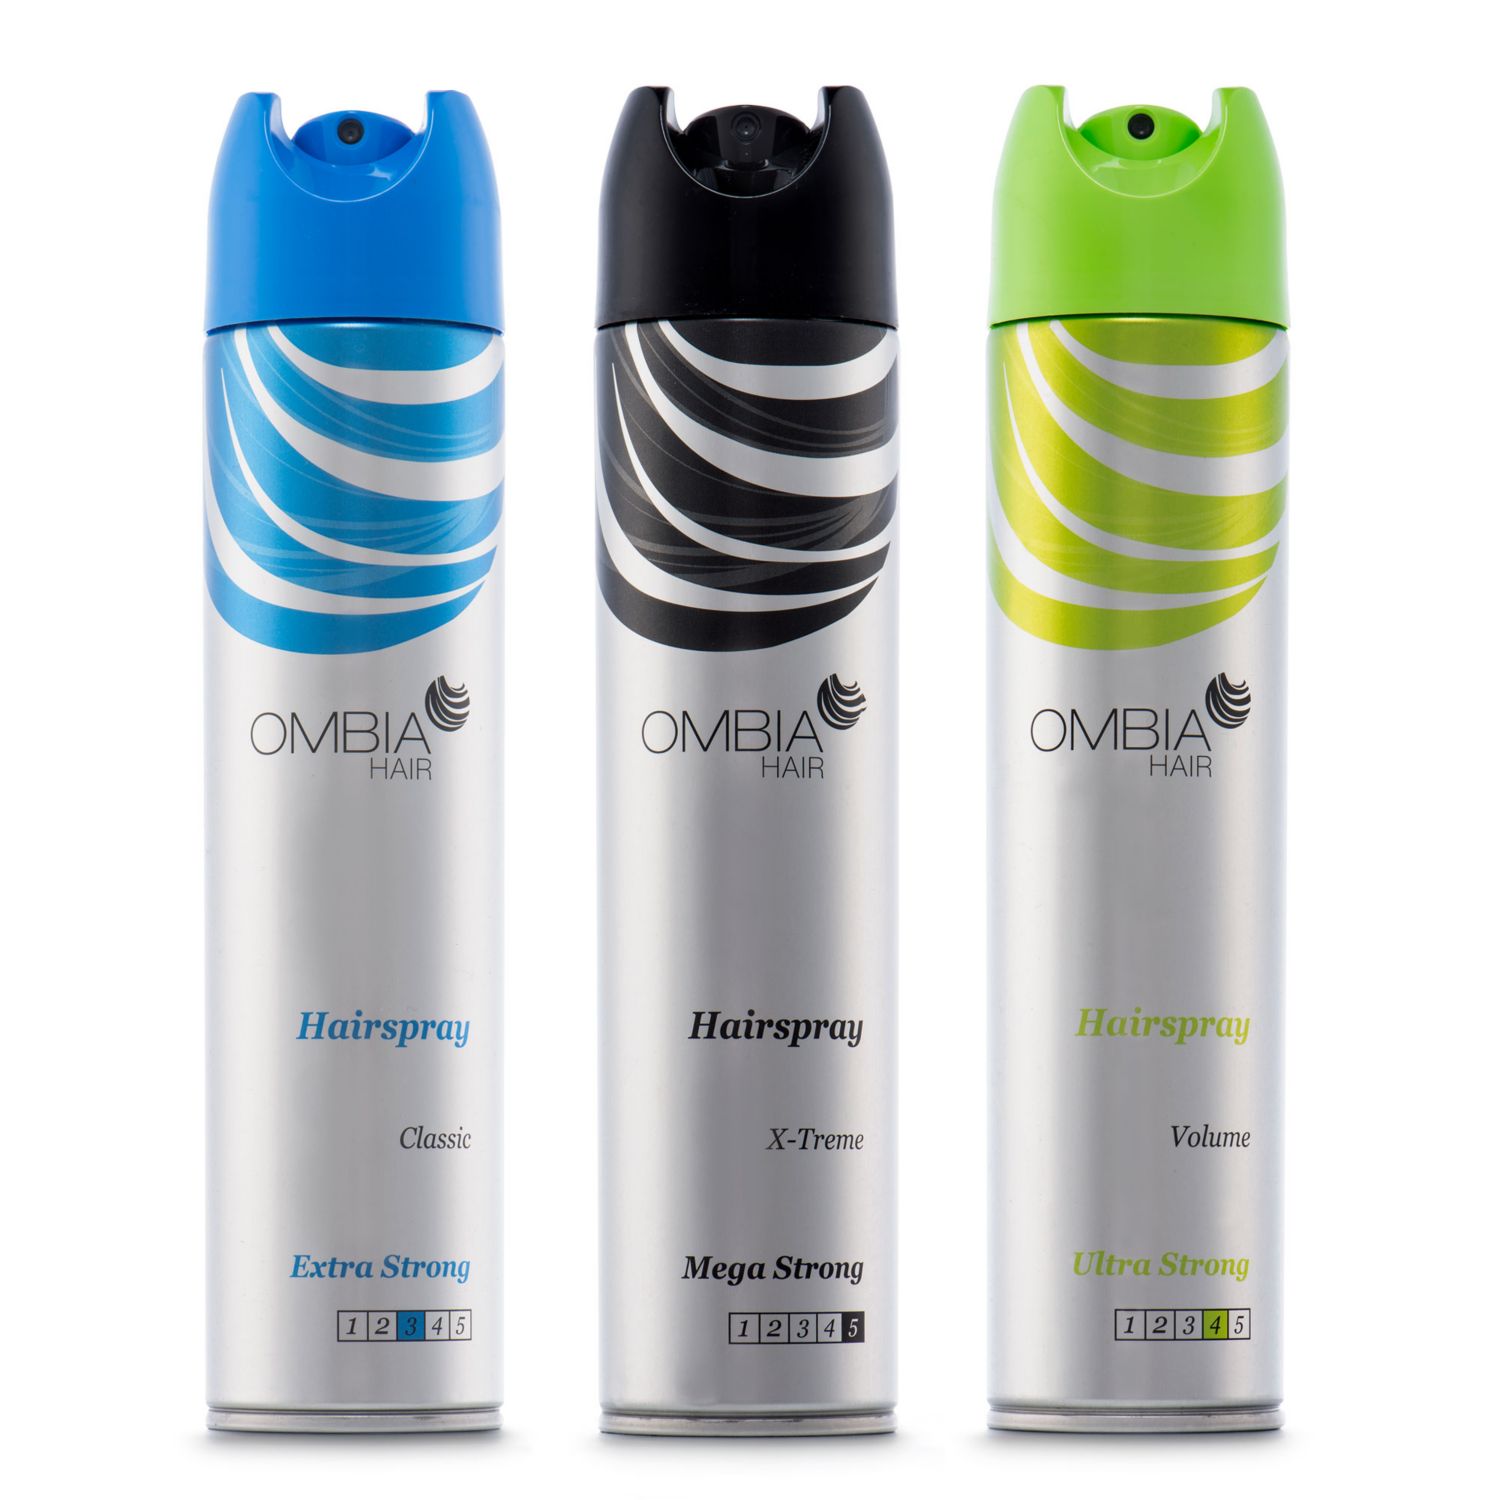 OMBIA
HAIR
Hairspray
Classic
Extra Strong
1 2 3 4 5
OMBIA
HAIR
Hairspray
X-Treme
Mega Strong
1 2 3 4 5
OMBIA
HAIR
Hairspray
Volume
Ultra Strong
1 2 3 4 5